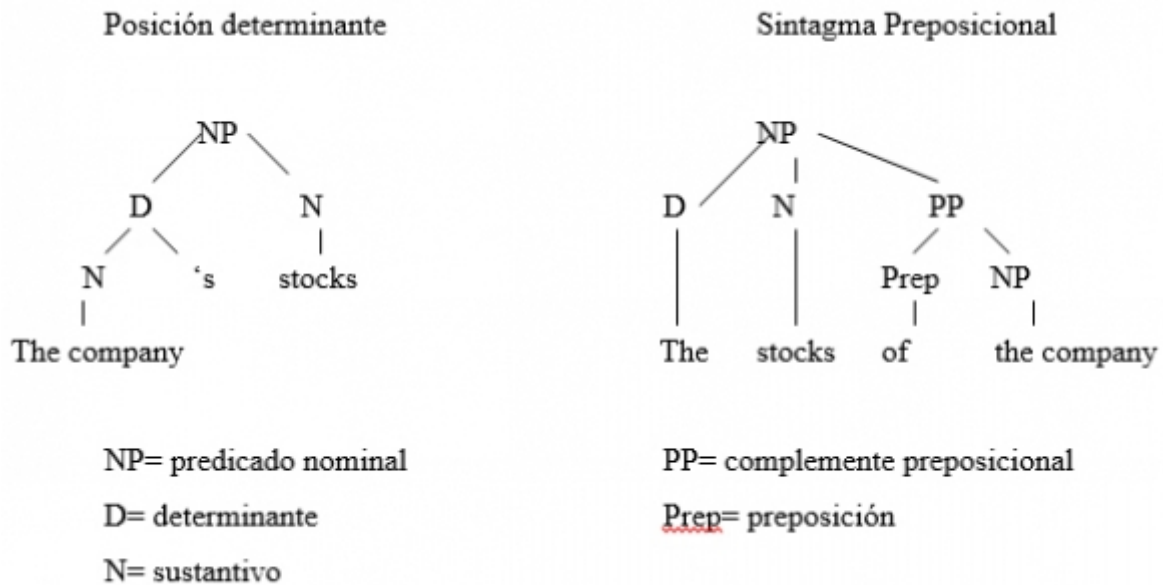 Posición determinante Sintagma Preposicional
NP NP
D N D N PP
N ‘s stocks Prep NP
The company The stocks of the company
NP= predicado nominal PP= complemente preposicional
D= determinante Prep= preposición
N= sustantivo